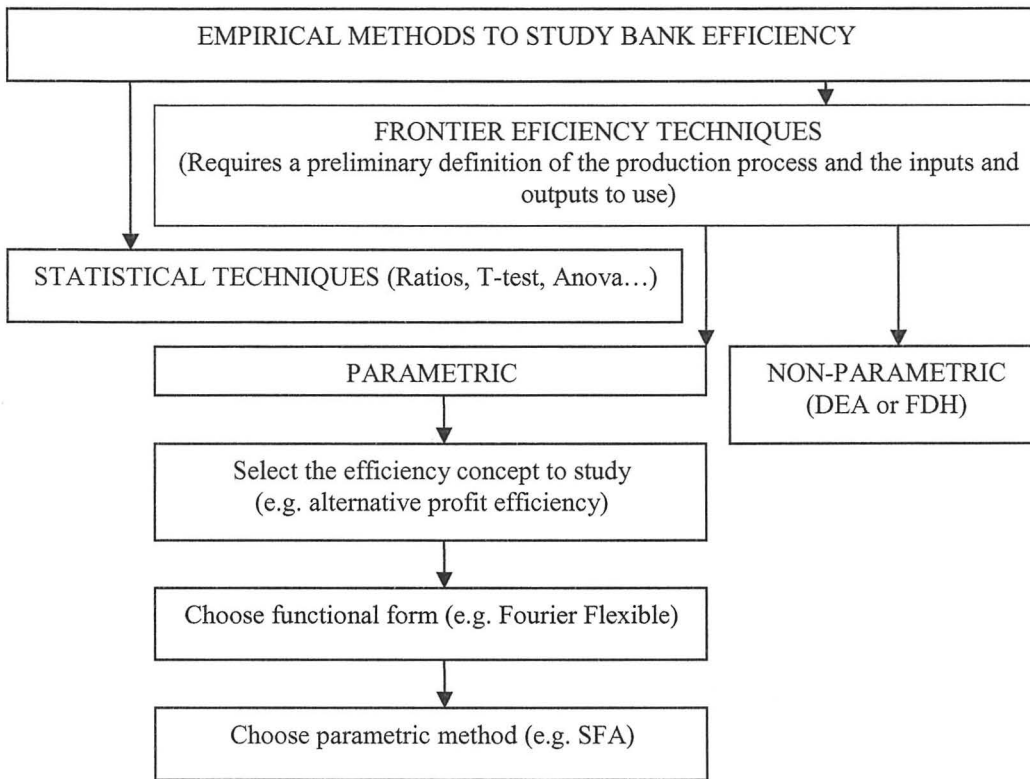 EMPIRICAL METHODS TO STUDY BANK EFFICIENCY
FRONTIER EFICIENCY TECHNIQUES
(Requires a preliminary definition of the production process and the inputs and
outputs to use)
STATISTICAL TECHNIQUES (Ratios, T-test, Anova…)
PARAMETRIC
NON-PARAMETRIC
(DEA or FDH)
Select the efficiency concept to study
(e.g. alternative profit efficiency)
Choose functional form (e.g. Fourier Flexible)
Choose parametric method (e.g. SFA)